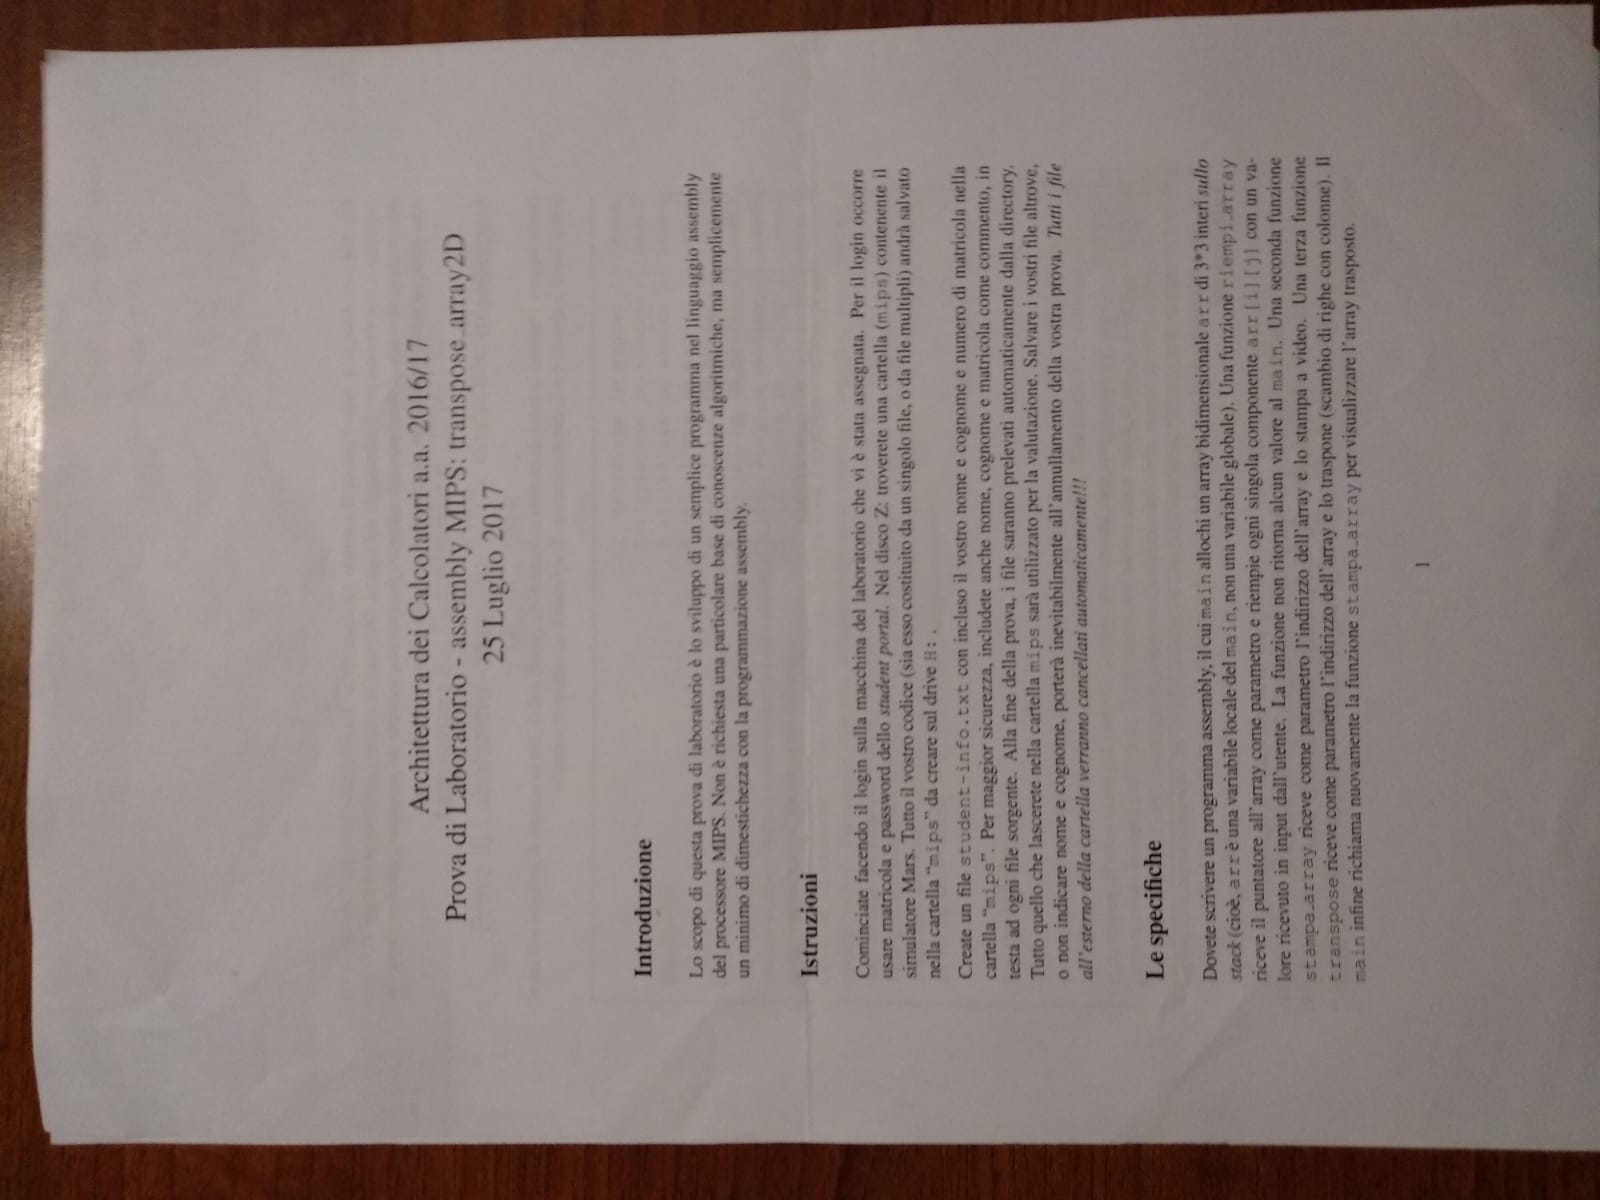 Architettura dei Calcolatori a.a. 2016/17
Prova di Laboratorio - assembly MIPS: transpose_array2D
25 Luglio 2017
Introduzione
Lo scopo di questa prova di laboratorio è lo sviluppo di un semplice programma nel linguaggio assembly
del processore MIPS. Non è richiesta una particolare base di conoscenze algoritmiche, ma semplicemente
un minimo di dimestichezza con la programmazione assembly.
Istruzioni
Cominciate facendo il login sulla macchina del laboratorio che vi è stata assegnata. Per il login occorre
usare matricola e password dello student portal. Nel disco Z: troverete una cartella (mips) contenente il
simulatore Mars. Tutto il vostro codice (sia esso costituito da un singolo file, o da file multipli) andrà salvato
nella cartella “mips” da creare sul drive H: .
Create un file student-info.txt con incluso il vostro nome e cognome e numero di matricola nella
cartella “mips”. Per maggior sicurezza, includete anche nome, cognome e matricola come commento, in
testa ad ogni file sorgente. Alla fine della prova, i file saranno prelevati automaticamente dalla directory.
Tutto quello che lascerete nella cartella mips sarà utilizzato per la valutazione. Salvare i vostri file altrove,
o non indicare nome e cognome, porterà inevitabilmente all'annullamento della vostra prova. Tutti i file
all'esterno della cartella verranno cancellati automaticamente!!!
Le specifiche
Dovete scrivere un programma assembly, il cui main allochi un array bidimensionale arr di 3*3 interi sullo
stack (cioè, arr è una variabile locale del main, non una variabile globale). Una funzione riempi_array
riceve il puntatore all'array come parametro e riempie ogni singola componente arr[i][j] con un va-
lore ricevuto in input dall'utente. La funzione non ritorna alcun valore al main. Una seconda funzione
stampa_array riceve come parametro l'indirizzo dell'array e lo stampa a video. Una terza funzione
transpose riceve come parametro l'indirizzo dell'array e lo traspone (scambio di righe con colonne). Il
main infine richiama nuovamente la funzione stampa_array per visualizzare l'array trasposto.
1